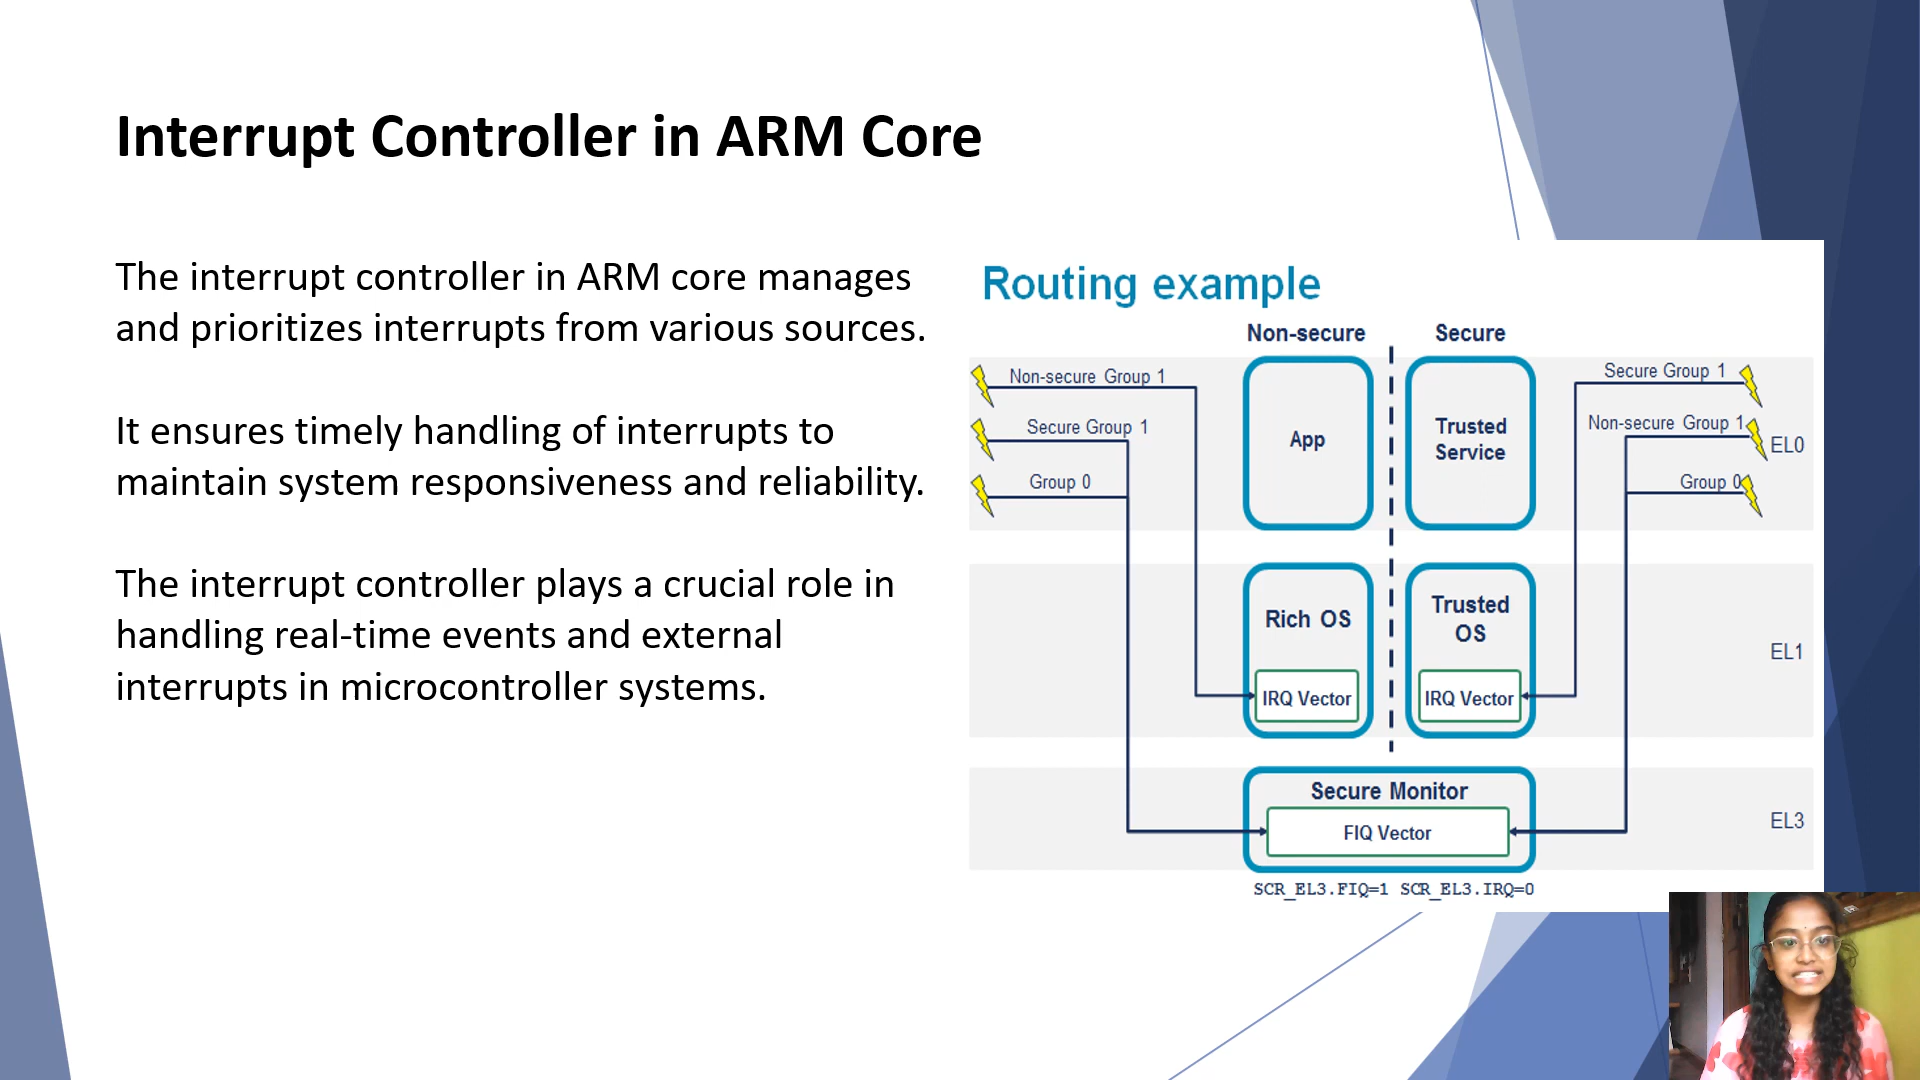 Interrupt Controller in ARM Core
The interrupt controller in ARM core manages
and prioritizes interrupts from various sources.
It ensures timely handling of interrupts to
maintain system responsiveness and reliability.
The interrupt controller plays a crucial role in
handling real-time events and external
interrupts in microcontroller systems.
Routing example
Non-secure
Secure
Non-secure Group 1
Secure Group 1
Group 0
App
Trusted
Service
Secure Group 1
Non-secure Group 1
Group 0
EL0
Rich OS
IRQ Vector
Trusted
OS
IRQ Vector
EL1
Secure Monitor
FIQ Vector
EL3
SCR_EL3.FIQ=1 SCR_EL3.IRQ=0